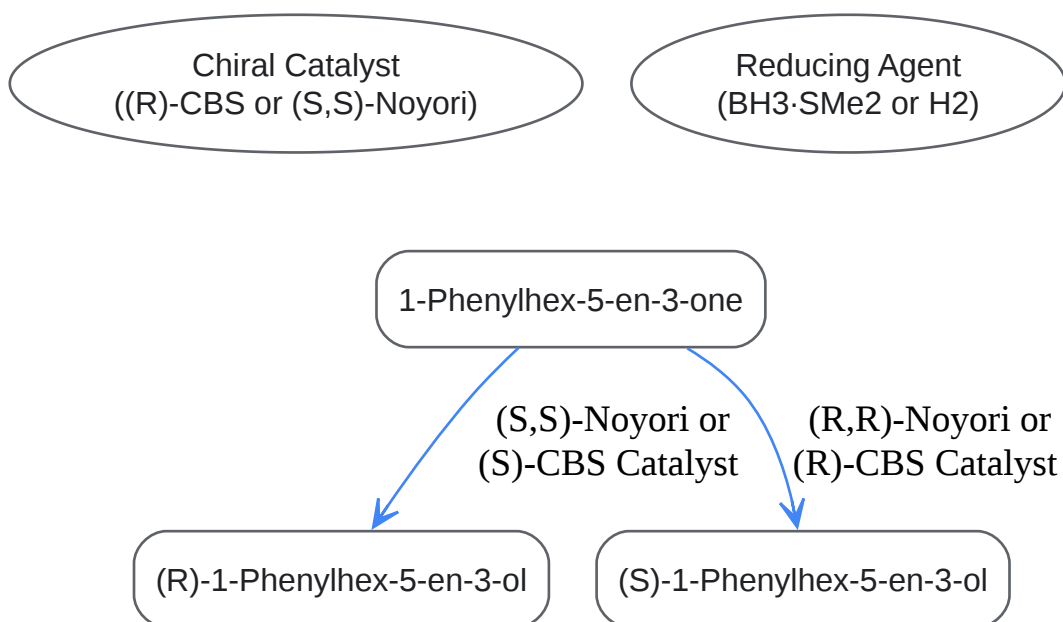 Chiral Catalyst
((R)-CBS or (S,S)-Noyori)
Reducing Agent
(BH3·SMe2 or H2)
1-Phenylhex-5-en-3-one
(S,S)-Noyori or
(S)-CBS Catalyst
(R,R)-Noyori or
(R)-CBS Catalyst
(R)-1-Phenylhex-5-en-3-ol
(S)-1-Phenylhex-5-en-3-ol